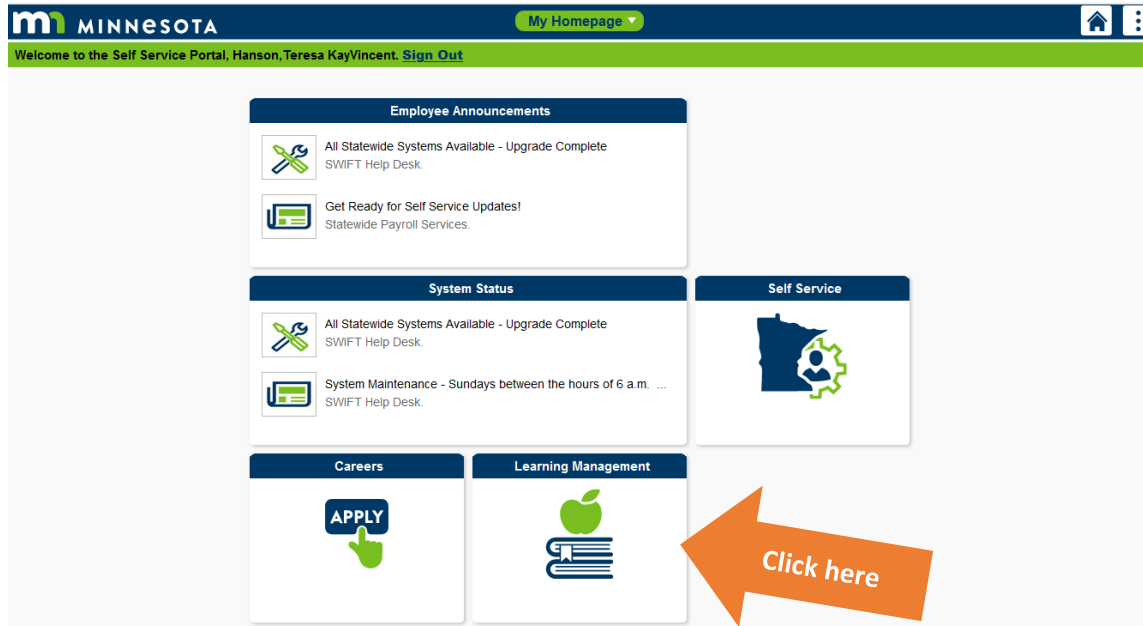 mn MINNESOTA
My Homepage
Welcome to the Self Service Portal, Hanson,Teresa KayVincent. Sign Out
Employee Announcements
All Statewide Systems Available - Upgrade Complete
SWIFT Help Desk.
Get Ready for Self Service Updates!
Statewide Payroll Services.
System Status
All Statewide Systems Available - Upgrade Complete
SWIFT Help Desk.
System Maintenance - Sundays between the hours of 6 a.m. ...
SWIFT Help Desk.
Self Service
Careers
APPLY
Learning Management
Click here